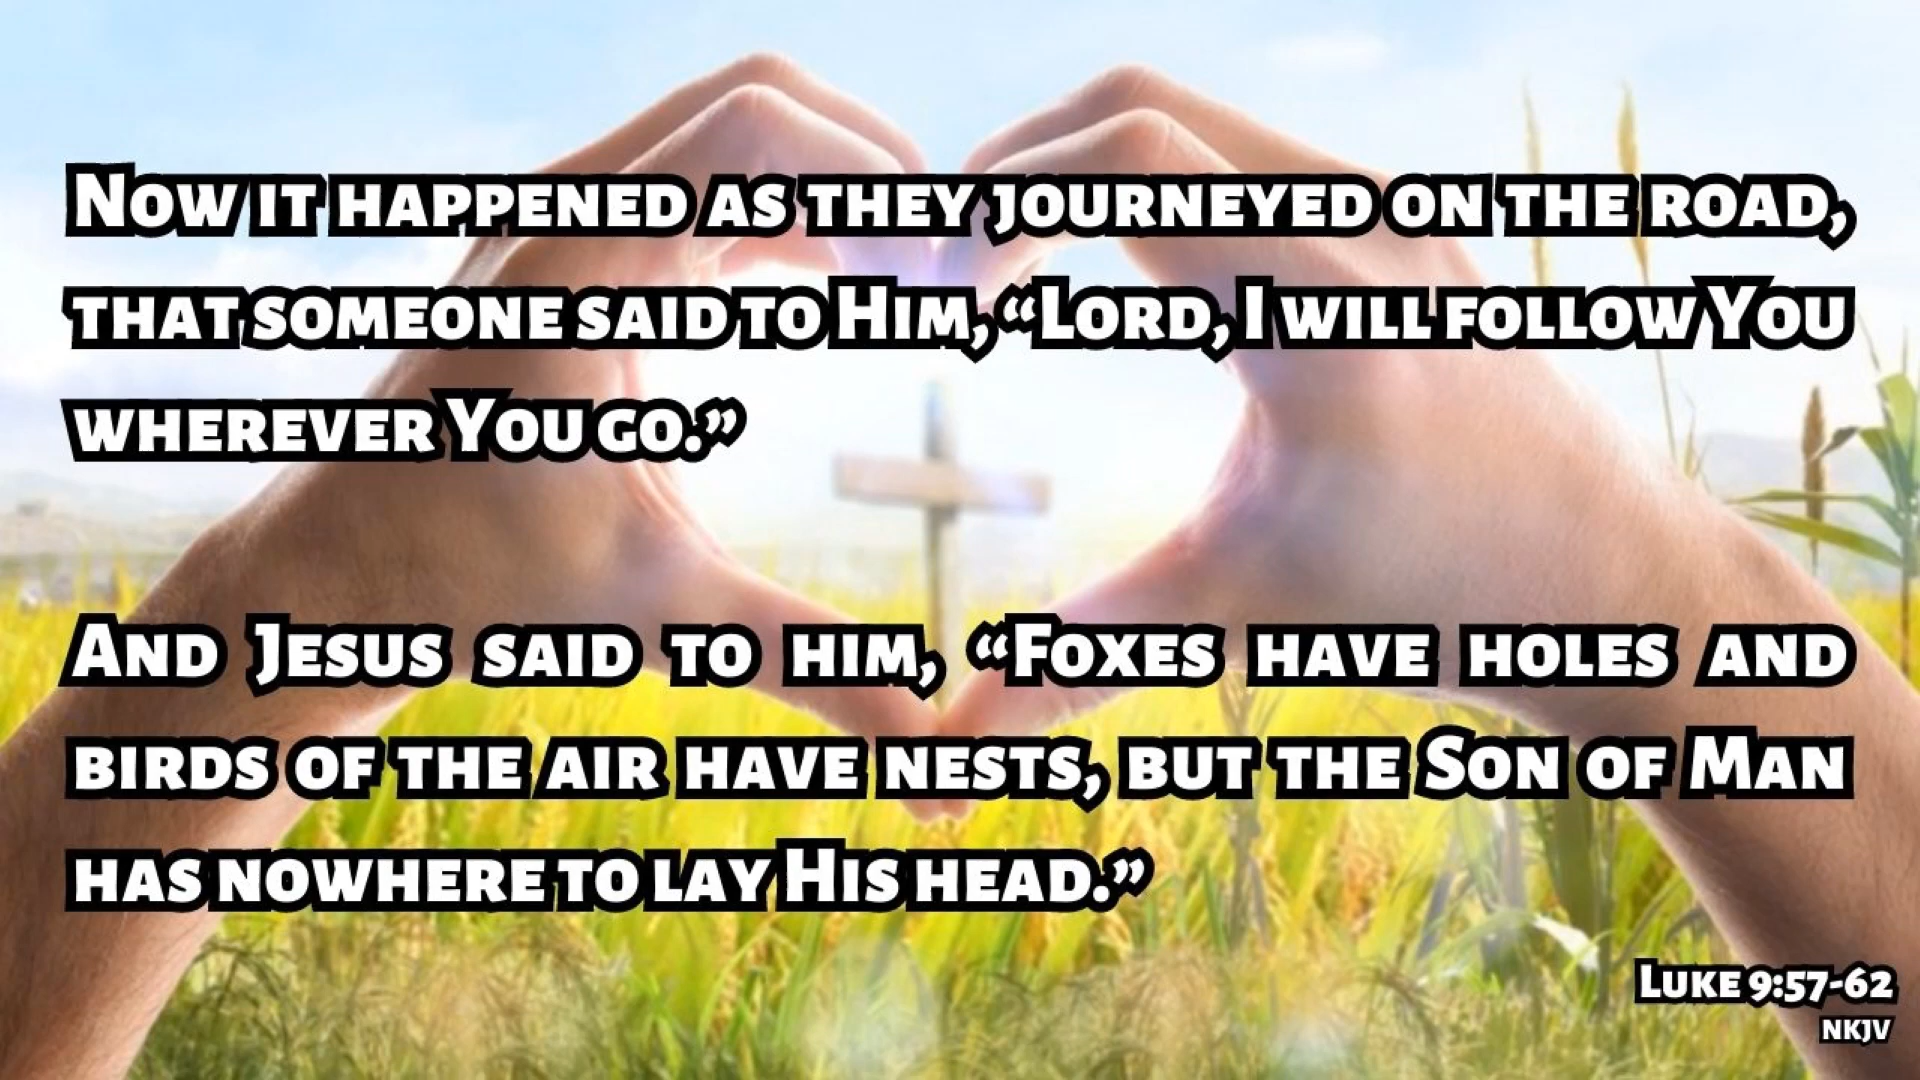 Now it happened as they journeyed on the road,
that someone said to Him, “Lord, I will follow You
wherever You go.”
And Jesus said to him, “Foxes have holes and
birds of the air have nests, but the Son of Man
has nowhere to lay His head.”
Luke 9:57-62
NKJV